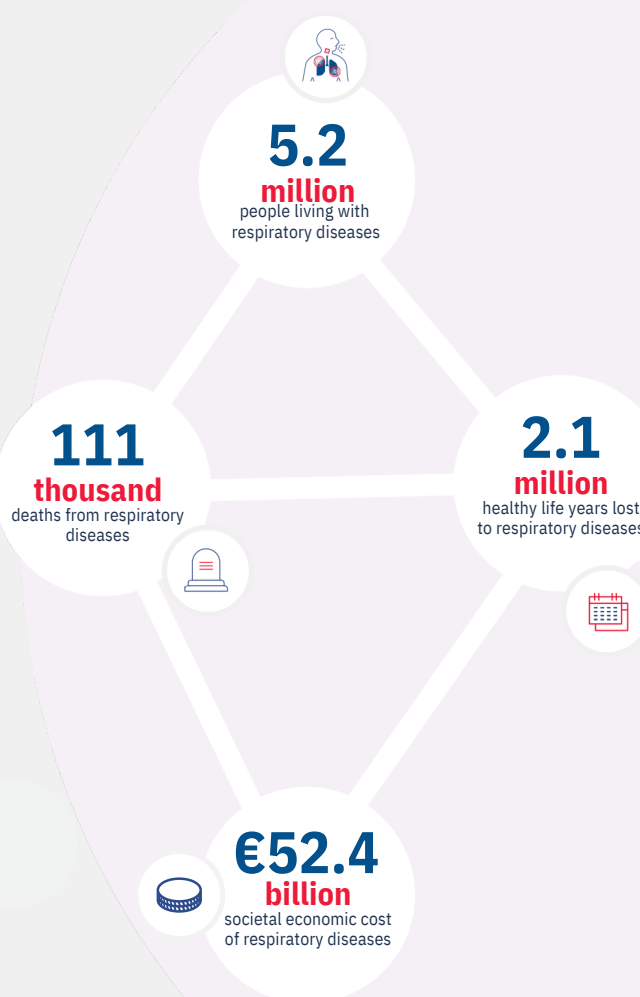 5.2
million
people living with
respiratory diseases
111
thousand
deaths from respiratory
diseases
2.1
million
healthy life years lost
to respiratory diseases
€52.4
billion
societal economic cost
of respiratory diseases